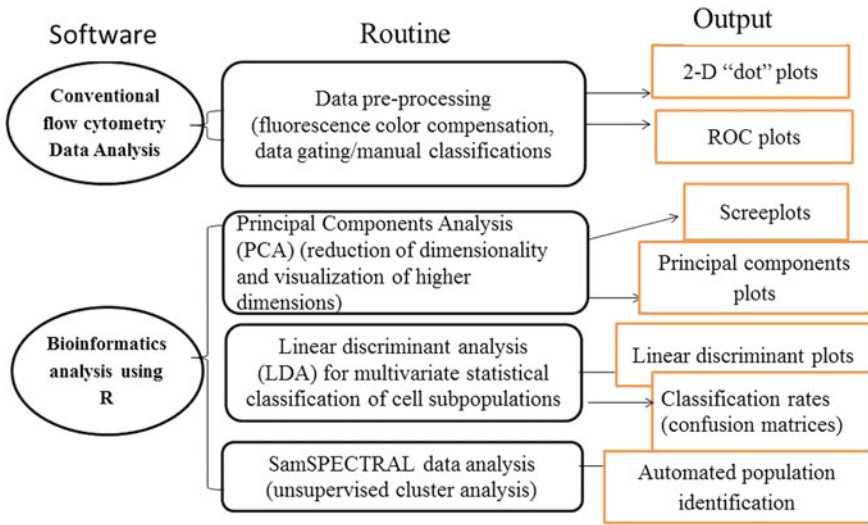 Software
Routine
Output
Conventional
flow cytometry
Data Analysis
Data pre-processing
(fluorescence color compensation,
data gating/manual classifications
2-D “dot” plots
ROC plots
Bioinformatics
analysis using
R
Principal Components Analysis
(PCA) (reduction of dimensionality
and visualization of higher
dimensions)
Screeplots
Principal components
plots
Linear discriminant analysis
(LDA) for multivariate statistical
classification of cell subpopulations
Linear discriminant plots
Classification rates
(confusion matrices)
SamSPECTRAL data analysis
(unsupervised cluster analysis)
Automated population
identification